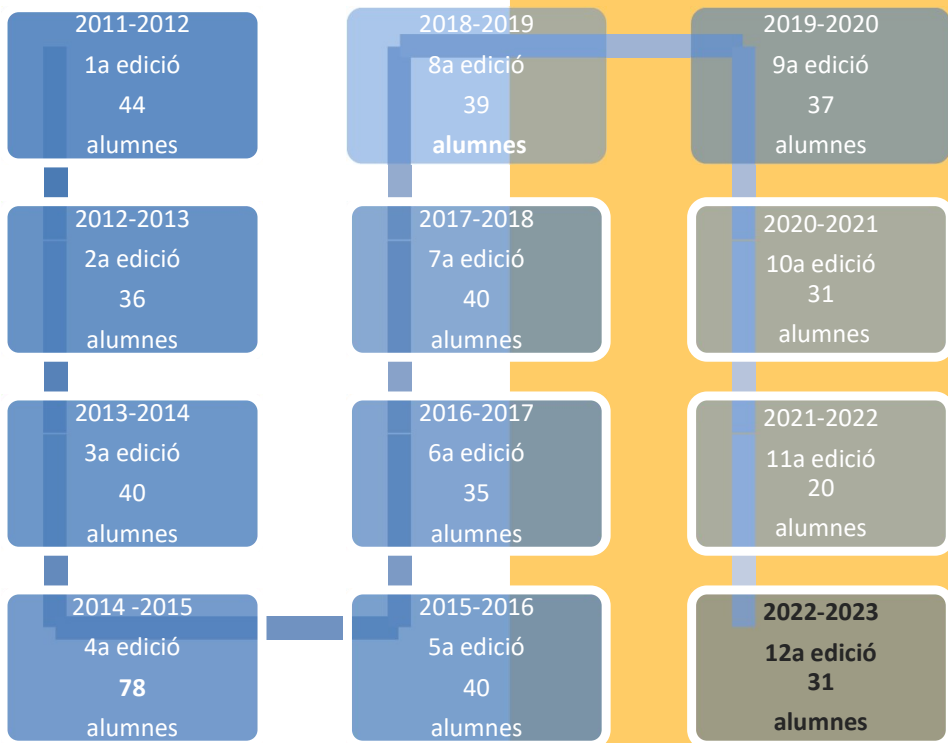 2011-2012
1a edició
44
alumnes
2012-2013
2a edició
36
alumnes
2013-2014
3a edició
40
alumnes
2014 -2015
4a edició
78
alumnes
2015-2016
5a edició
40
alumnes
2016-2017
6a edició
35
alumnes
2017-2018
7a edició
40
alumnes
2018-2019
8a edició
39
alumnes
2019-2020
9a edició
37
alumnes
2020-2021
10a edició
31
alumnes
2021-2022
11a edició
20
alumnes
2022-2023
12a edició
31
alumnes